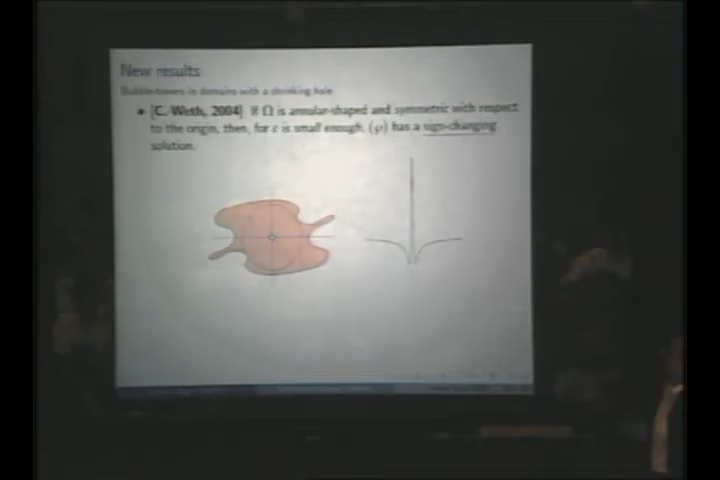 New results
Bubble-towers in domains with a shrinking hole
• [C.-Weth, 2004] If Ω is annular-shaped and symmetric with respect
to the origin, then, for ε is small enough, (℘) has a sign-changing
solution.